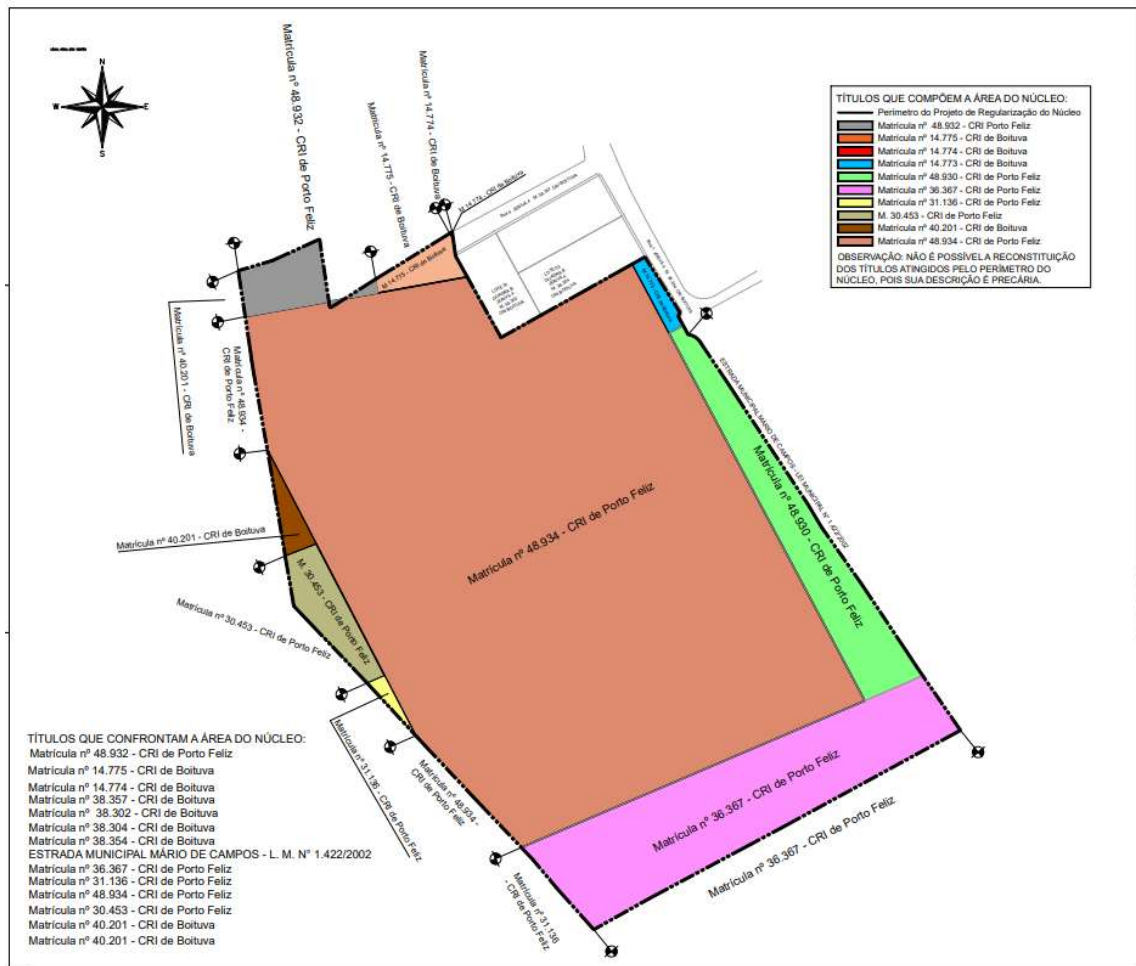 N
W
E
S
Matrícula nº 48.932 - CRI de Porto Feliz
Matrícula nº 14.775 - CRI de Boituva
Matrícula nº 14.774 - CRI de Boituva
M 14.774 - CRI de Boituva
M 14.775 - CRI de Boituva
TÍTULOS QUE COMPÕEM A ÁREA DO NÚCLEO:
Perímetro do Projeto de Regularização do Núcleo
Matrícula nº 48.932 - CRI Porto Feliz
Matrícula nº 14.775 - CRI de Boituva
Matrícula nº 14.774 - CRI de Boituva
Matrícula nº 14.773 - CRI de Boituva
Matrícula nº 48.930 - CRI de Porto Feliz
Matrícula nº 36.367 - CRI de Porto Feliz
Matrícula nº 31.136 - CRI de Porto Feliz
M. 30.453 - CRI de Porto Feliz
Matrícula nº 40.201 - CRI de Boituva
Matrícula nº 48.934 - CRI de Porto Feliz
OBSERVAÇÃO: NÃO É POSSÍVEL A RECONSTITUIÇÃO
DOS TÍTULOS ATINGIDOS PELO PERÍMETRO DO
NÚCLEO, POIS SUA DESCRIÇÃO É PRECÁRIA.
Matrícula nº 40.201 - CRI de Boituva
Matrícula nº 48.934 -
CRI de Porto Feliz
ESTRADA MUNICIPAL MÁRIO DE CAMPOS - LEI MUNICIPAL N° 1.422/2002
Matrícula nº 48.930 - CRI de Porto Feliz
Matrícula nº 48.934 - CRI de Porto Feliz
Matrícula nº 40.201 - CRI de Boituva
M. 30.453 - CRI de Porto Feliz
Matrícula nº 30.453 - CRI de Porto Feliz
Matrícula nº 31.136 - CRI de Porto Feliz
Matrícula nº 48.934 -
CRI de Porto Feliz
Matrícula nº 36.367 - CRI de Porto Feliz
Matrícula nº 36.367 - CRI de Porto Feliz
Matrícula nº 31.136
- CRI de Porto Feliz
TÍTULOS QUE CONFRONTAM A ÁREA DO NÚCLEO:
Matrícula nº 48.932 - CRI de Porto Feliz
Matrícula nº 14.775 - CRI de Boituva
Matrícula nº 14.774 - CRI de Boituva
Matrícula nº 38.357 - CRI de Boituva
Matrícula nº 38.302 - CRI de Boituva
Matrícula nº 38.304 - CRI de Boituva
Matrícula nº 38.354 - CRI de Boituva
ESTRADA MUNICIPAL MÁRIO DE CAMPOS - L. M. N° 1.422/2002
Matrícula nº 36.367 - CRI de Porto Feliz
Matrícula nº 31.136 - CRI de Porto Feliz
Matrícula nº 48.934 - CRI de Porto Feliz
Matrícula nº 30.453 - CRI de Porto Feliz
Matrícula nº 40.201 - CRI de Boituva
Matrícula nº 40.201 - CRI de Boituva